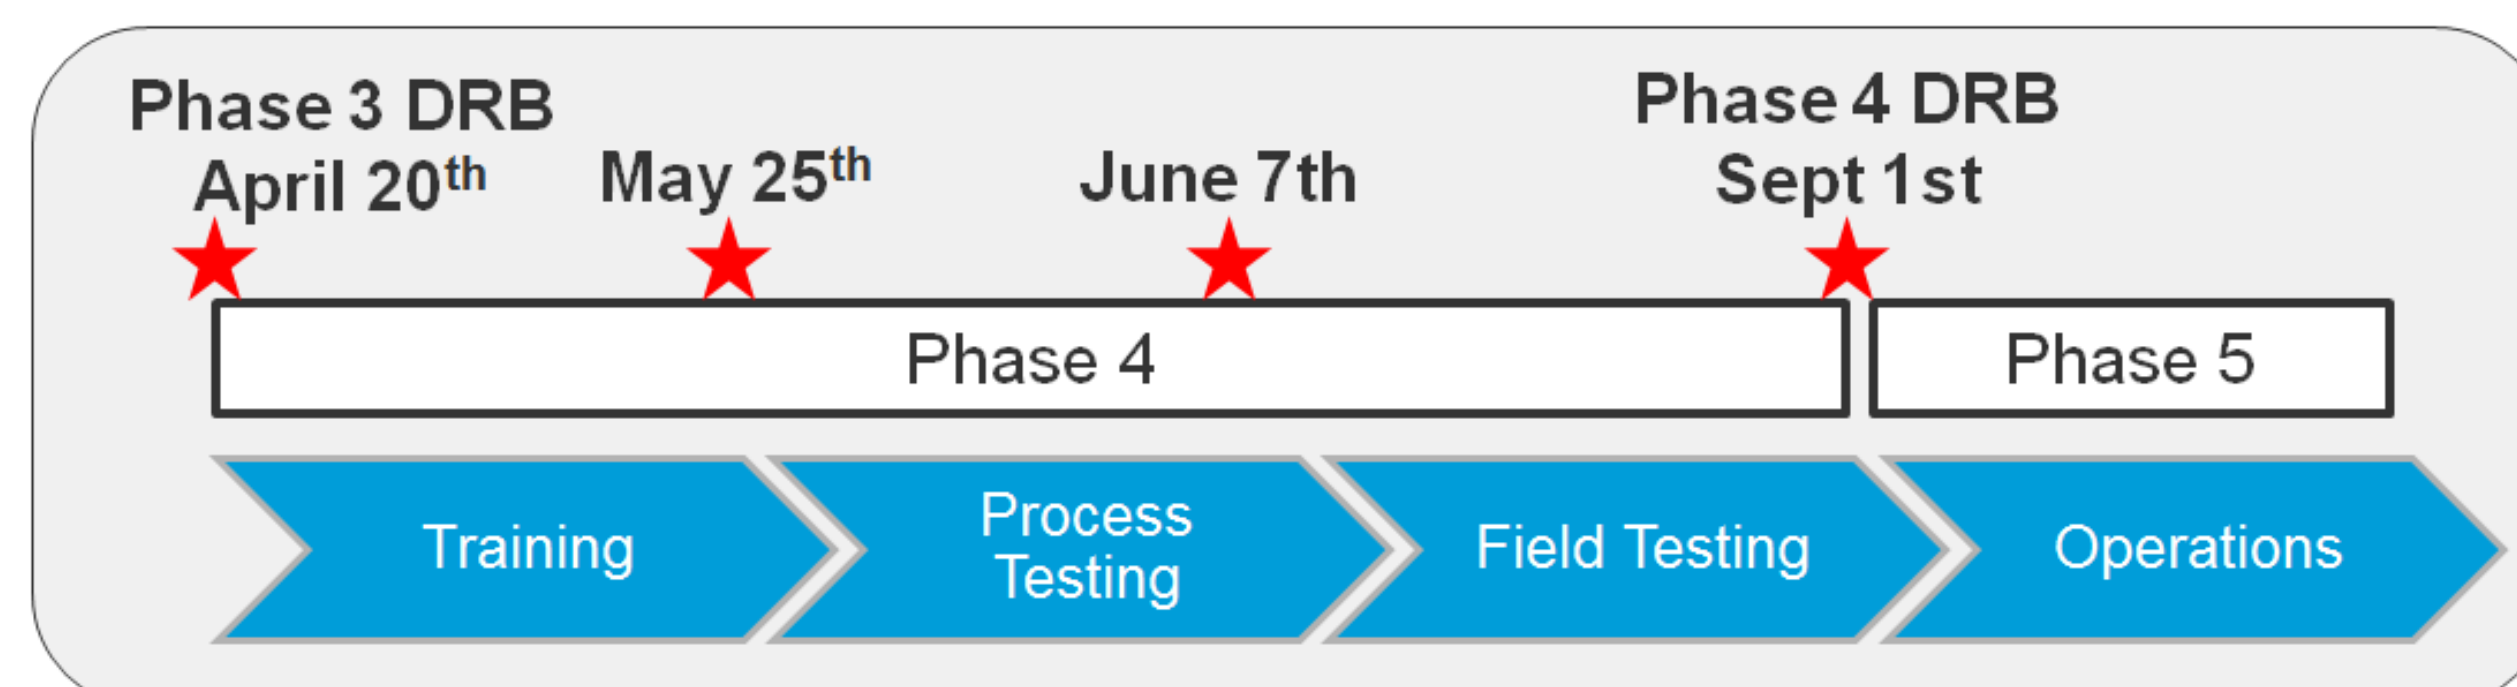 Phase 3 DRB
April 20th
May 25th
June 7th
Phase 4 DRB
Sept 1st
Phase 4
Phase 5
Training
Process
Testing
Field Testing
Operations